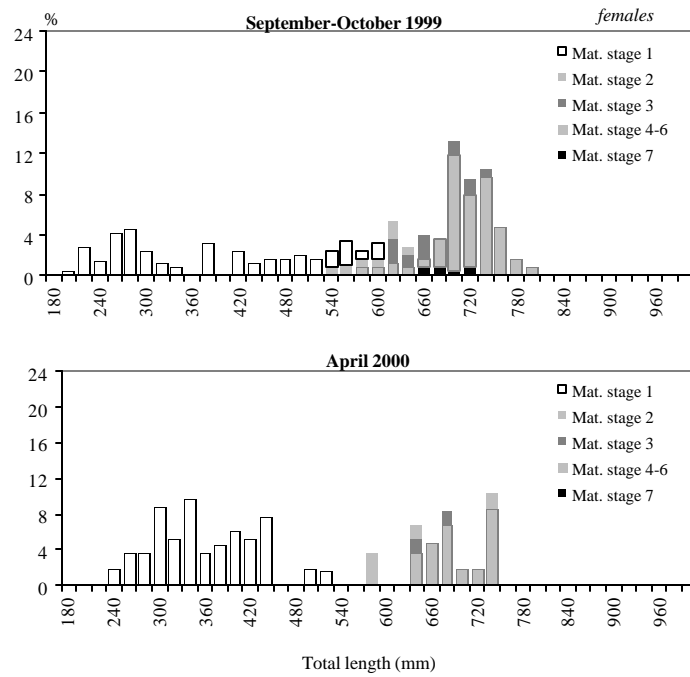 % September-October 1999 females
24
20
16
12
8
4
0
Mat. stage 1
Mat. stage 2
Mat. stage 3
Mat. stage 4-6
Mat. stage 7
180 240 300 360 420 480 540 600 660 720 780 840 900 960
April 2000
24
20
16
12
8
4
0
Mat. stage 1
Mat. stage 2
Mat. stage 3
Mat. stage 4-6
Mat. stage 7
180 240 300 360 420 480 540 600 660 720 780 840 900 960
Total length (mm)